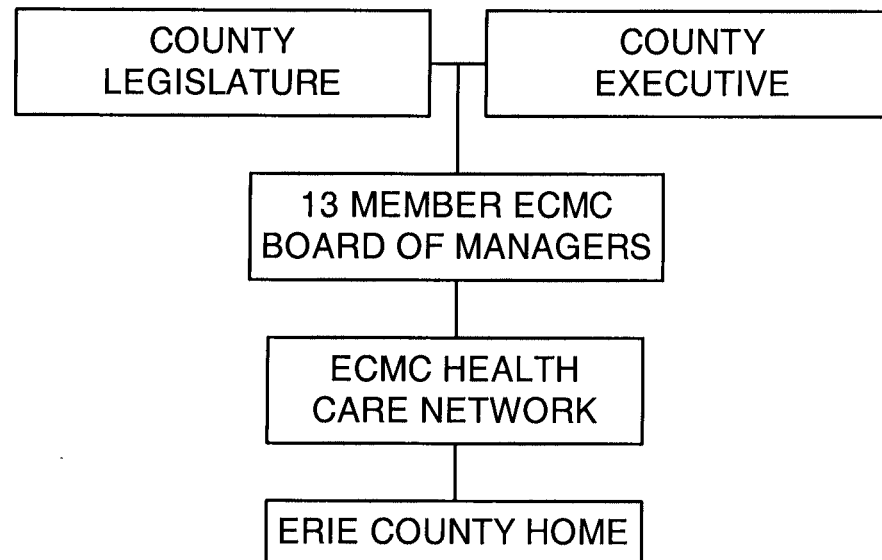 COUNTY
LEGISLATURE
COUNTY
EXECUTIVE
13 MEMBER ECMC
BOARD OF MANAGERS
ECMC HEALTH
CARE NETWORK
ERIE COUNTY HOME